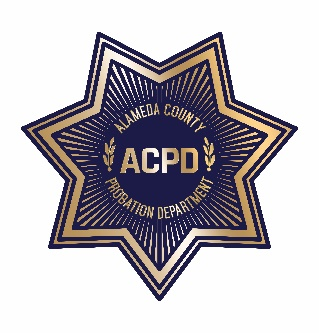 ALAMEDA COUNTY
ACPD
PROBATION DEPARTMENT